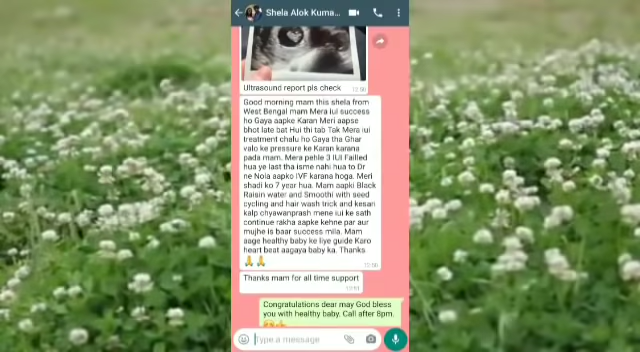 Shela Alok Kuma...
Ultrasound report pls check
Good morning mam this shela from
West Bengal mam Mera iui success
ho Gaya aapke Karan Meri aapse
bhot late bat Hui thi tab Tak Mera iui
treatment chalu ho Gaya tha Ghar
valo ke pressure ke Karan karana
pada mam. Mera pehle 3 IUI Failled
hua ye last tha isme nahi hua to Dr
ne Nola aapko IVF karana hoga. Meri
shadi ko 7 year hua. Mam aapki Black
Raisin water and Smoothi with seed
cycling and hair wash trick and kesari
kalp chyawanprash mene iui ke sath
continue rakha aapke kehne par aur
mujhe is baar success mila. Mam
aage healthy baby ke liye guide Karo
heart beat aagaya baby ka. Thanks
🙏🙏
Thanks mam for all time support
Congratulations dear may God bless
you with healthy baby. Call after 8pm.
Type a message